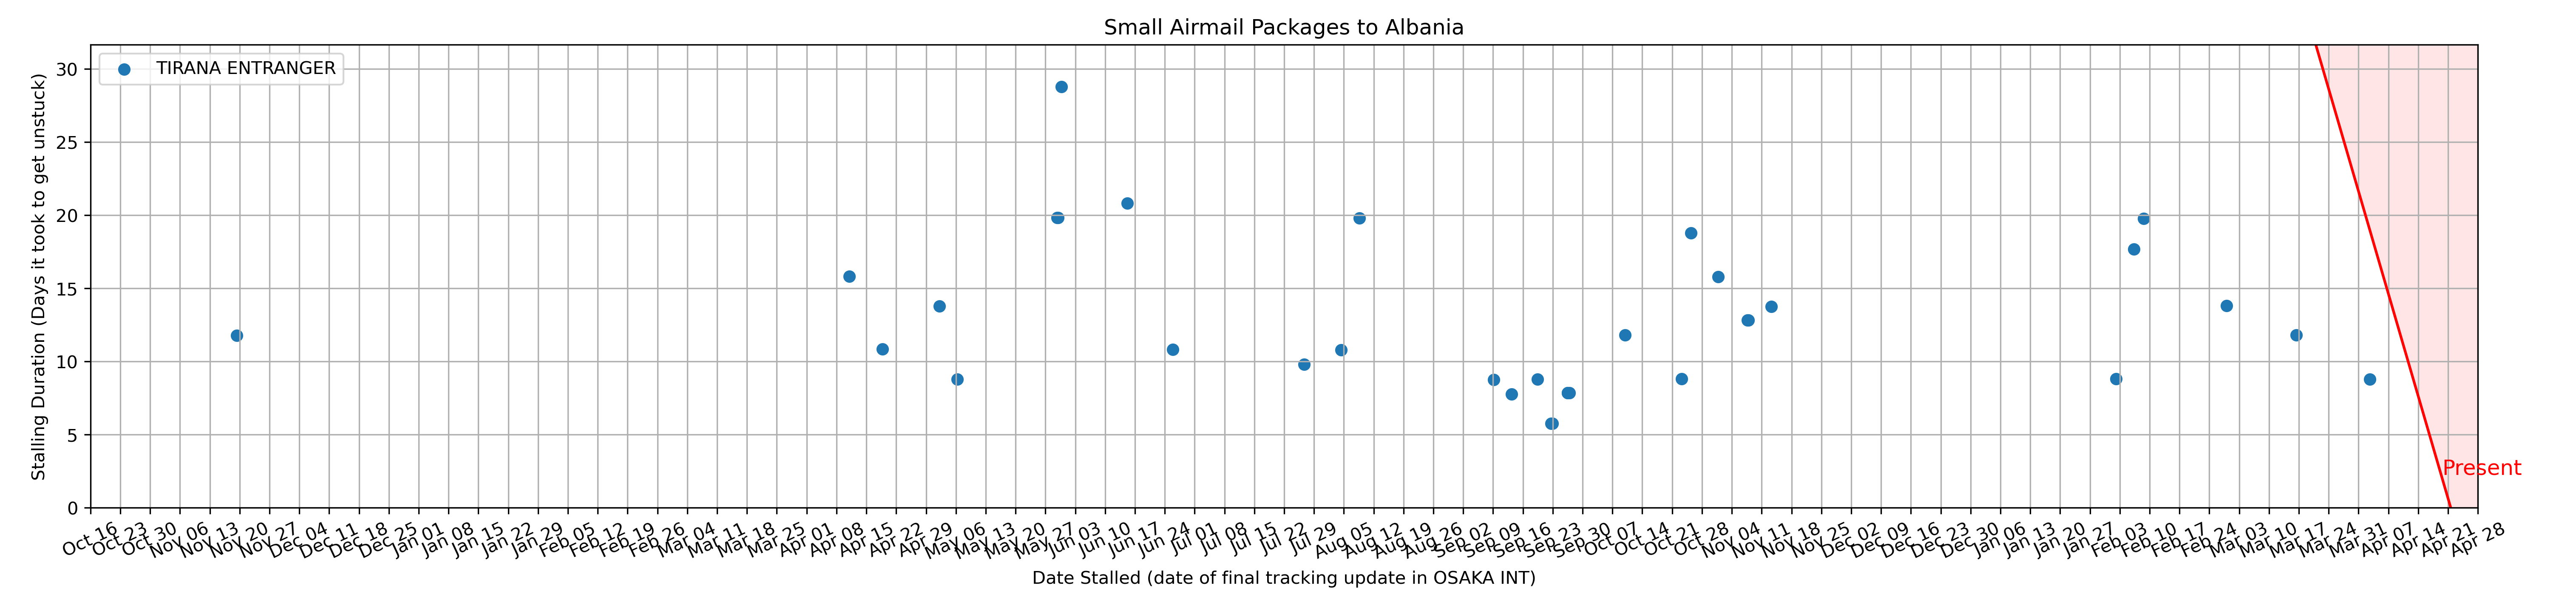 Small Airmail Packages to Albania
TIRANA ENTRANGER
Stalling Duration (Days it took to get unstuck)
30
25
20
15
10
5
0
Present
Oct 16
Oct 23
Oct 30
Nov 06
Nov 13
Nov 20
Nov 27
Dec 04
Dec 11
Dec 18
Dec 25
Jan 01
Jan 08
Jan 15
Jan 22
Jan 29
Feb 05
Feb 12
Feb 19
Feb 26
Mar 04
Mar 11
Mar 18
Mar 25
Apr 01
Apr 08
Apr 15
Apr 22
Apr 29
May 06
May 13
May 20
May 27
Jun 03
Jun 10
Jun 17
Jun 24
Jul 01
Jul 08
Jul 15
Jul 22
Jul 29
Aug 05
Aug 12
Aug 19
Aug 26
Sep 02
Sep 09
Sep 16
Sep 23
Sep 30
Oct 07
Oct 14
Oct 21
Oct 28
Nov 04
Nov 11
Nov 18
Nov 25
Dec 02
Dec 09
Dec 16
Dec 23
Dec 30
Jan 06
Jan 13
Jan 20
Jan 27
Feb 03
Feb 10
Feb 17
Feb 24
Mar 03
Mar 10
Mar 17
Mar 24
Mar 31
Apr 07
Apr 14
Apr 21
Apr 28
Date Stalled (date of final tracking update in OSAKA INT)